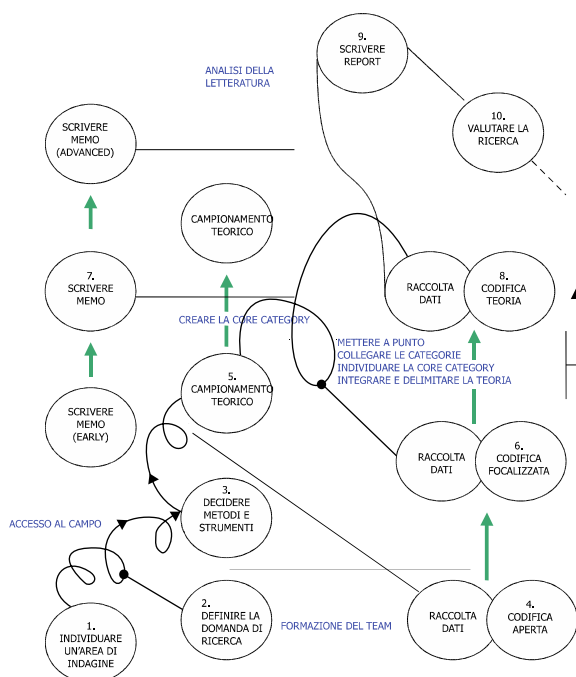 9.
SCRIVERE
REPORT
ANALISI DELLA
LETTERATURA
10.
VALUTARE LA
RICERCA
SCRIVERE
MEMO
(ADVANCED)
CAMPIONAMENTO
TEORICO
7.
SCRIVERE
MEMO
RACCOLTA
DATI
8.
CODIFICA
TEORIA
CREARE LA CORE CATEGORY
METTERE A PUNTO
COLLEGARE LE CATEGORIE
INDIVIDUARE LA CORE CATEGORY
INTEGRARE E DELIMITARE LA TEORIA
5.
CAMPIONAMENTO
TEORICO
SCRIVERE
MEMO
(EARLY)
RACCOLTA
DATI
6.
CODIFICA
FOCALIZZATA
3.
DECIDERE
METODI E
STRUMENTI
ACCESSO AL CAMPO
1.
INDIVIDUARE
UN'AREA DI
INDAGINE
2.
DEFINIRE LA
DOMANDA DI
RICERCA
FORMAZIONE DEL TEAM
RACCOLTA
DATI
4.
CODIFICA
APERTA